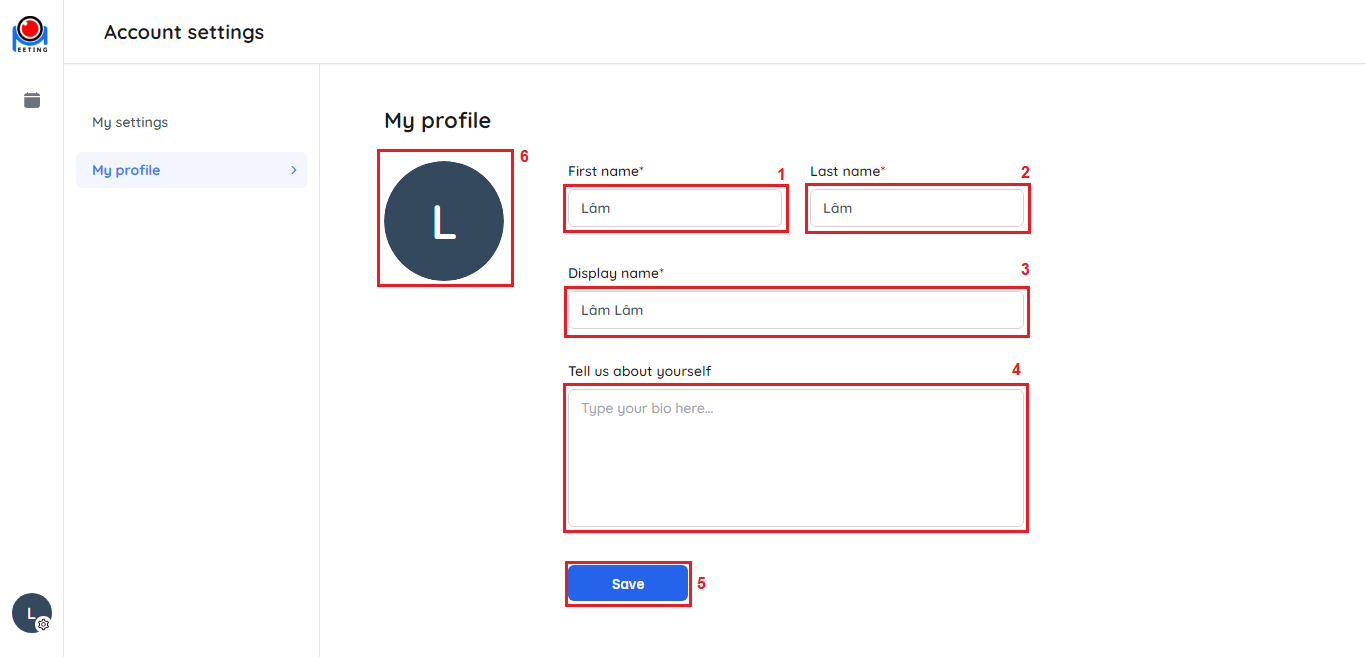 EETING
Account settings
My settings
My profile
My profile
6
L
First name*
1
Last name*
2
Lâm
Lâm
Display name*
3
Lâm Lâm
Tell us about yourself
4
Type your bio here...
Save
5
L